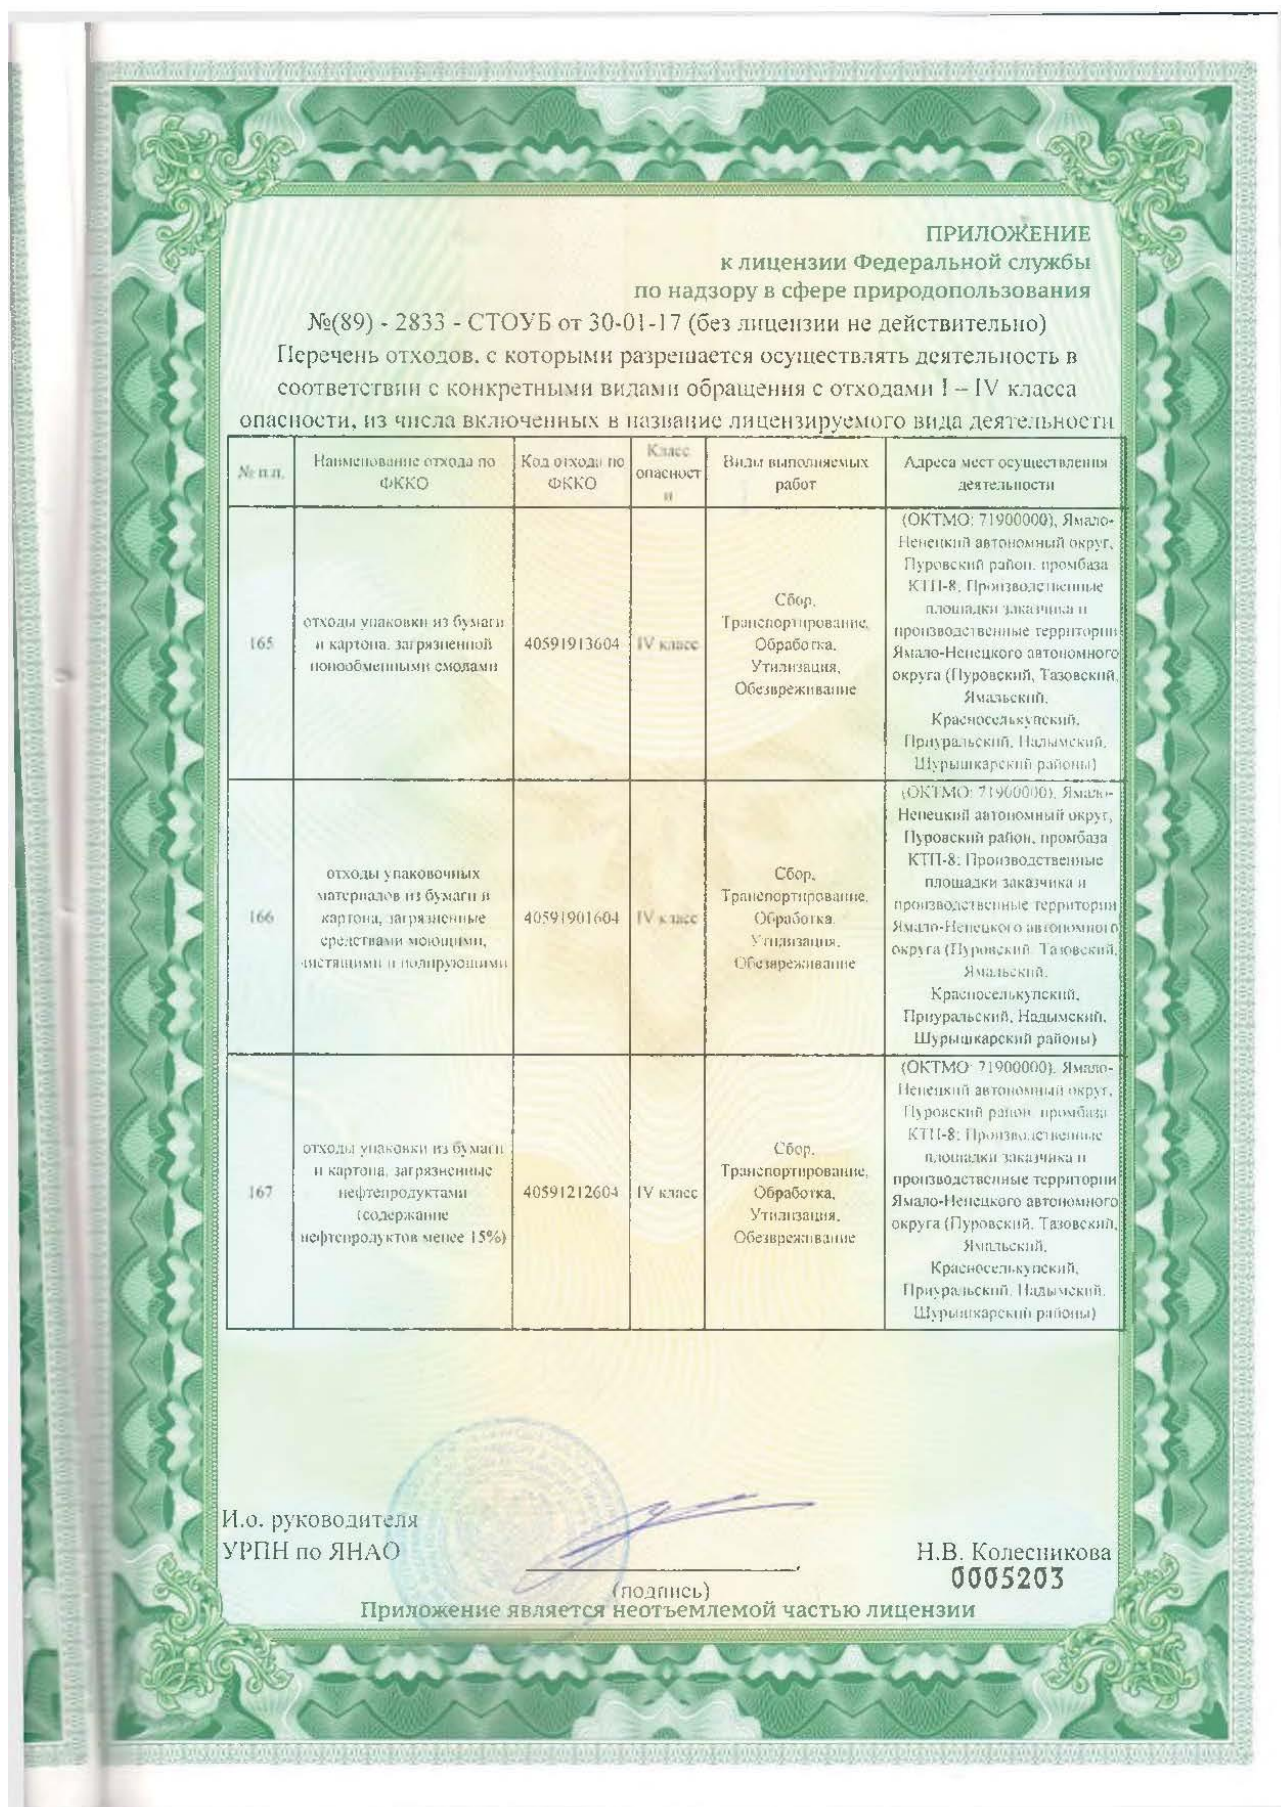 ПРИЛОЖЕНИЕ
к лицензии Федеральной службы
по надзору в сфере природопользования
№(89) - 2833 - СТОУБ от 30-01-17 (без лицензии не действительно)
Перечень отходов, с которыми разрешается осуществлять деятельность в
соответствии с конкретными видами обращения с отходами I – IV класса
опасности, из числа включенных в название лицензируемого вида деятельности
№ п.п.
Наименование отхода по
ФККО
Код отхода по
ФККО
Класс
опасност
и
Виды выполняемых
работ
Адреса мест осуществления
деятельности
165
отходы упаковки из бумаги
и картона, загрязненной
ионообменными смолами
40591913604
IV класс
Сбор,
Транспортирование,
Обработка,
Утилизация,
Обезвреживание
(ОКТМО: 71900000), Ямало-
Ненецкий автономный округ,
Пуровский район, промбаза
КТП-8, Производственные
площадки заказчика и
производственные территории
Ямало-Ненецкого автономного
округа (Пуровский, Тазовский,
Ямальский,
Красноселькупский,
Приуральский, Надымский,
Шурышкарский районы)
166
отходы упаковочных
материалов из бумаги и
картона, загрязненные
средствами моющими,
чистящими и полирующими
40591901604
IV класс
Сбор,
Транспортирование,
Обработка,
Утилизация,
Обезвреживание
(ОКТМО: 71900000), Ямало-
Ненецкий автономный округ,
Пуровский район, промбаза
КТП-8; Производственные
площадки заказчика и
производственные территории
Ямало-Ненецкого автономного
округа (Пуровский, Тазовский,
Ямальский,
Красноселькупский,
Приуральский, Надымский,
Шурышкарский районы)
167
отходы упаковки из бумаги
и картона, загрязненные
нефтепродуктами
(содержание
нефтепродуктов менее 15%)
40591212604
IV класс
Сбор,
Транспортирование,
Обработка,
Утилизация,
Обезвреживание
(ОКТМО: 71900000), Ямало-
Ненецкий автономный округ,
Пуровский район, промбаза
КТП-8; Производственные
площадки заказчика и
производственные территории
Ямало-Ненецкого автономного
округа (Пуровский, Тазовский,
Ямальский,
Красноселькупский,
Приуральский, Надымский,
Шурышкарский районы)
И.о. руководителя
УРПН по ЯНАО
Н.В. Колесникова
0005203
(подпись)
Приложение является неотъемлемой частью лицензии